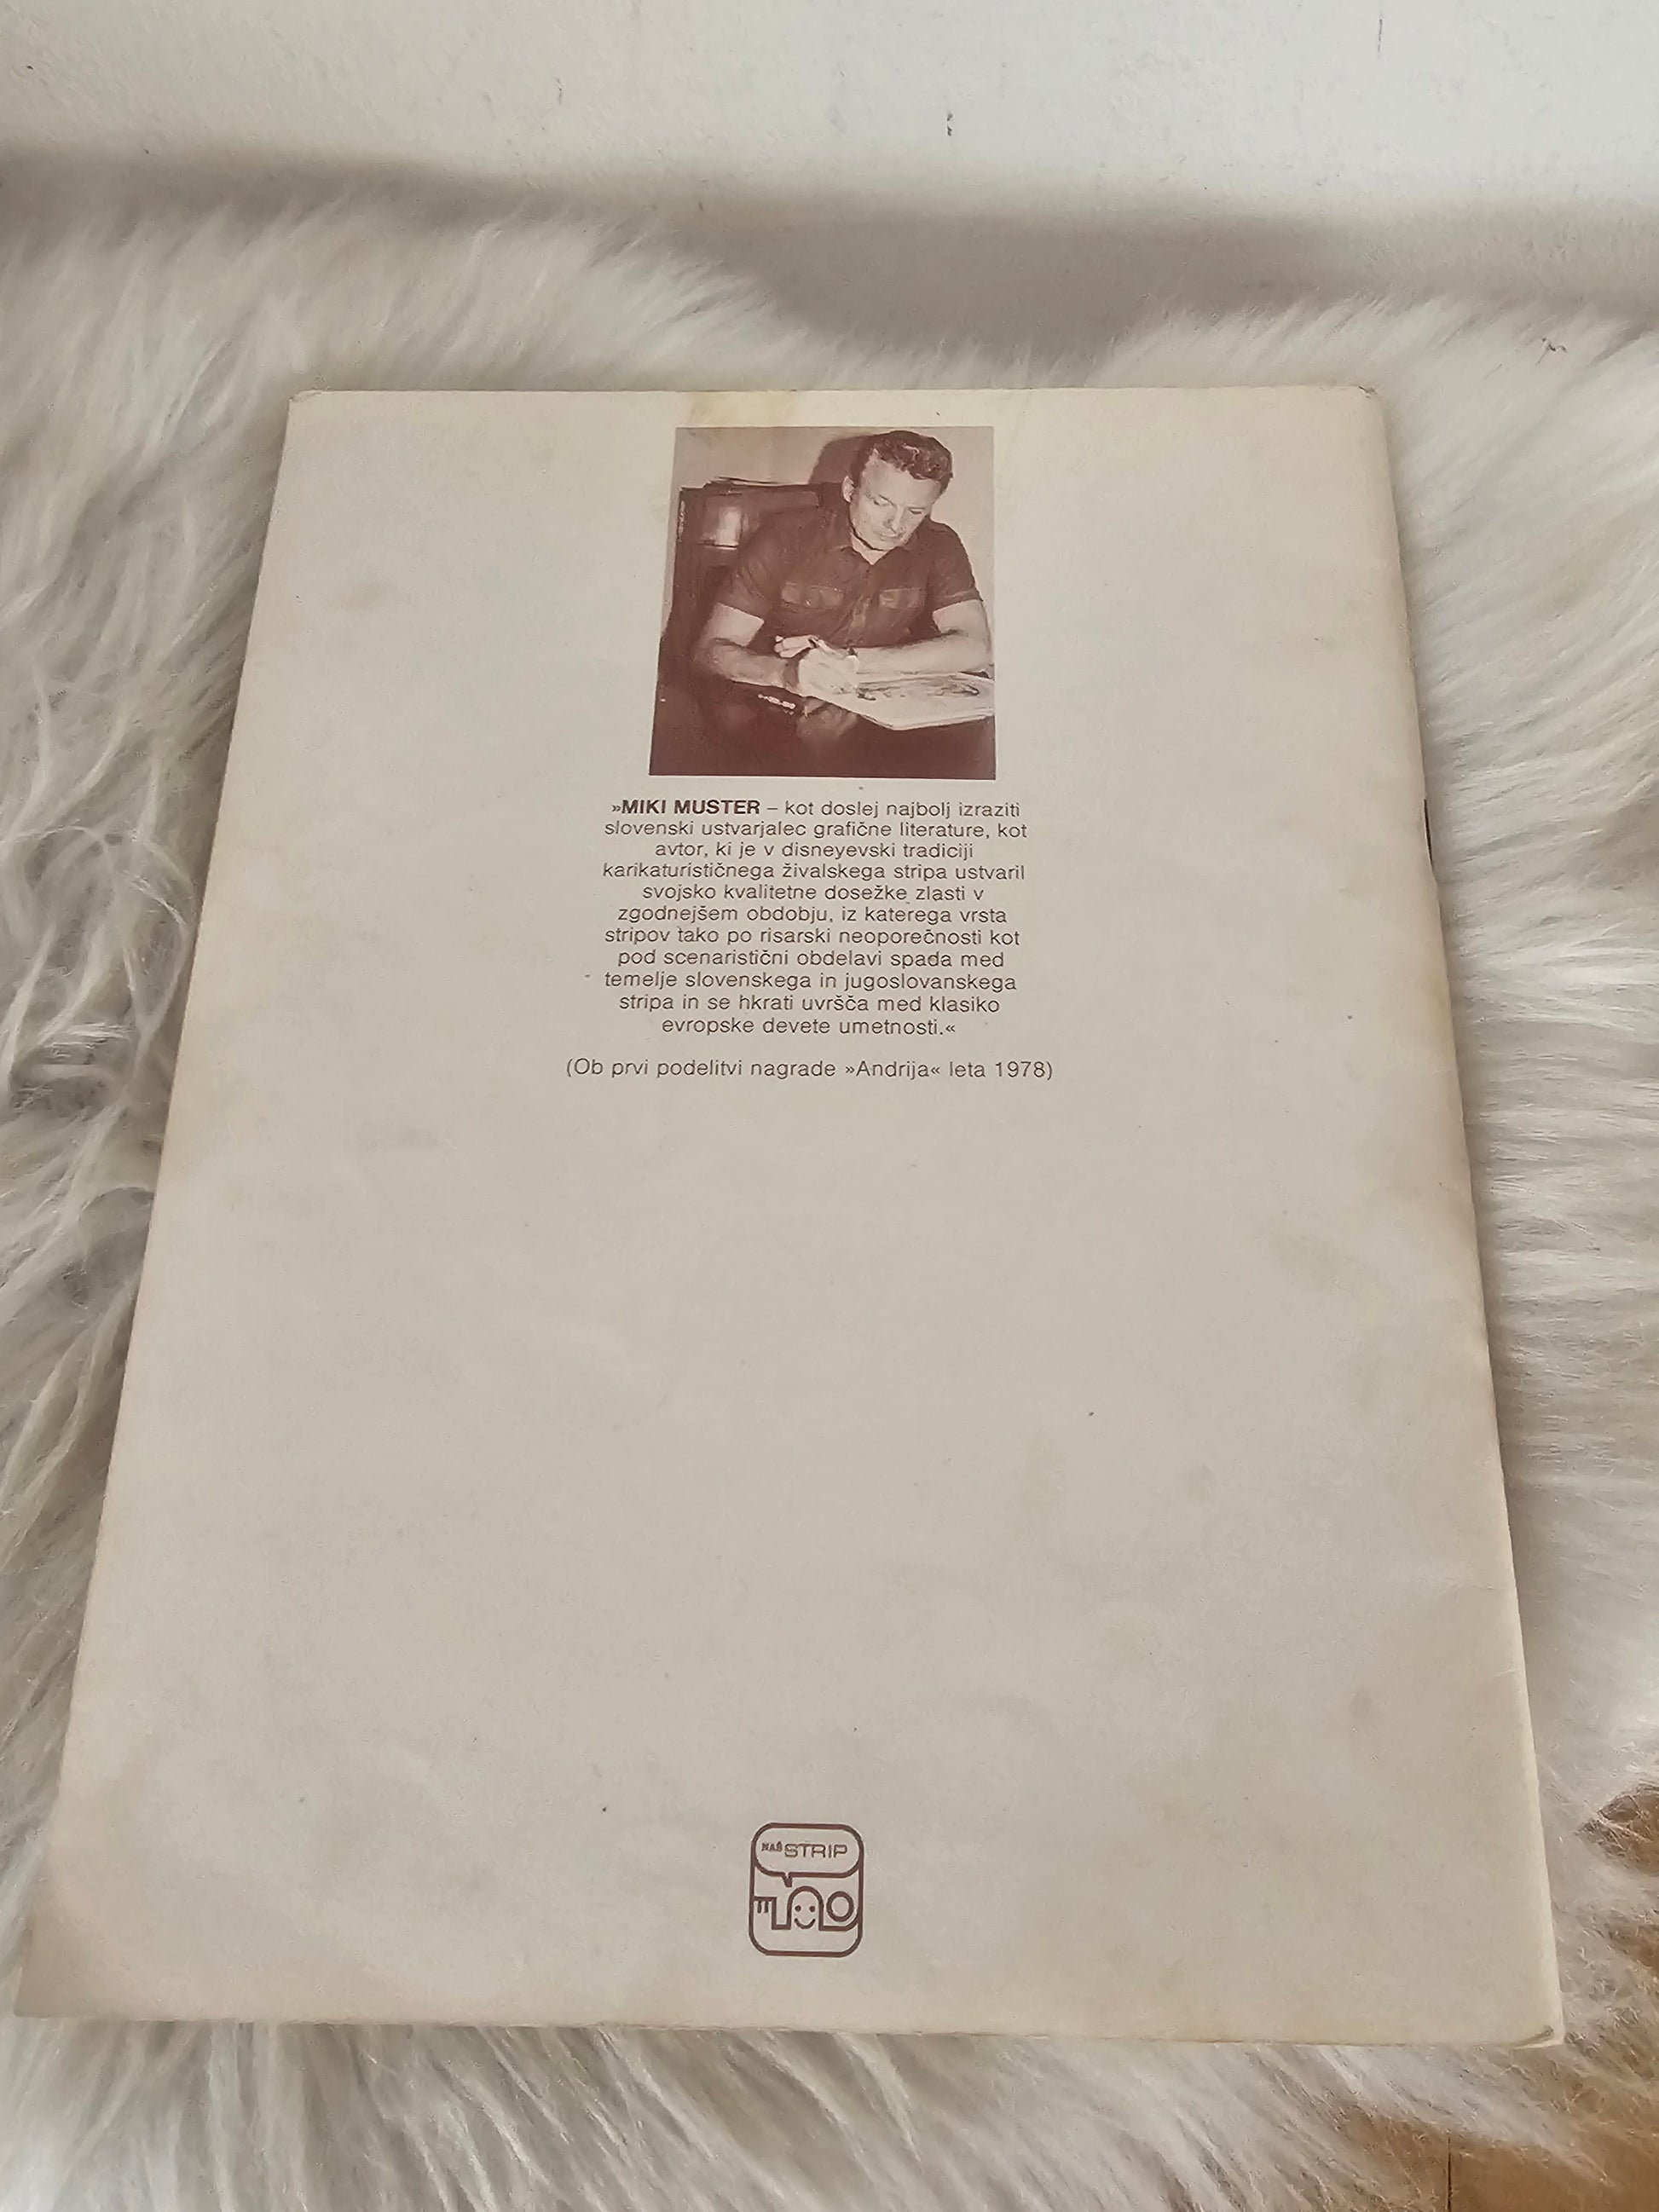 »MIKI MUSTER – kot doslej najbolj izraziti
slovenski ustvarjalec grafične literature, kot
avtor, ki je v disneyevski tradiciji
karikaturističnega živalskega stripa ustvaril
svojsko kvalitetne dosežke zlasti v
zgodnejšem obdobju, iz katerega vrsta
stripov tako po risarski neoporečnosti kot
pod scenaristični obdelavi spada med
temelje slovenskega in jugoslovanskega
stripa in se hkrati uvršča med klasiko
evropske devete umetnosti.«
(Ob prvi podelitvi nagrade »Andrija« leta 1978)
NAŠ STRIP